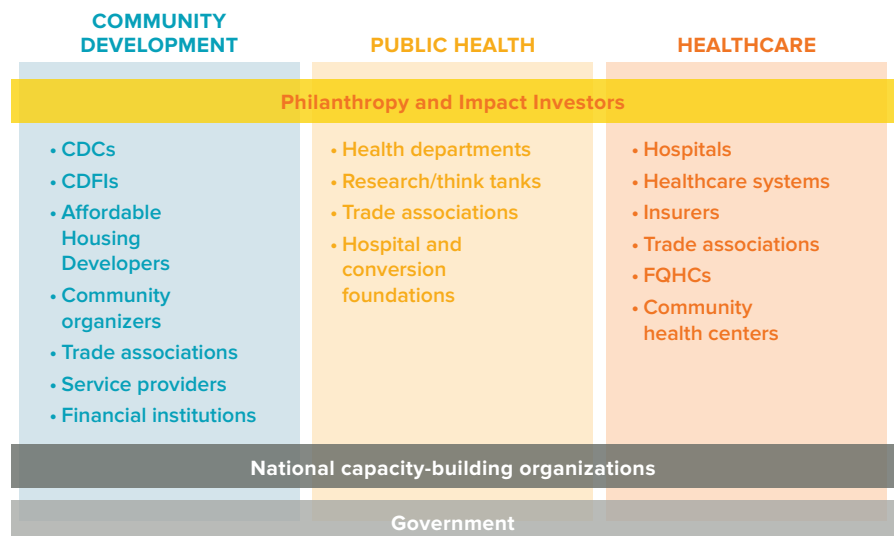 COMMUNITY
DEVELOPMENT
PUBLIC HEALTH
HEALTHCARE
Philanthropy and Impact Investors
• CDCs
• CDFIs
• Affordable
Housing
Developers
• Community
organizers
• Trade associations
• Service providers
• Financial institutions
• Health departments
• Research/think tanks
• Trade associations
• Hospital and
conversion
foundations
• Hospitals
• Healthcare systems
• Insurers
• Trade associations
• FQHCs
• Community
health centers
National capacity-building organizations
Government